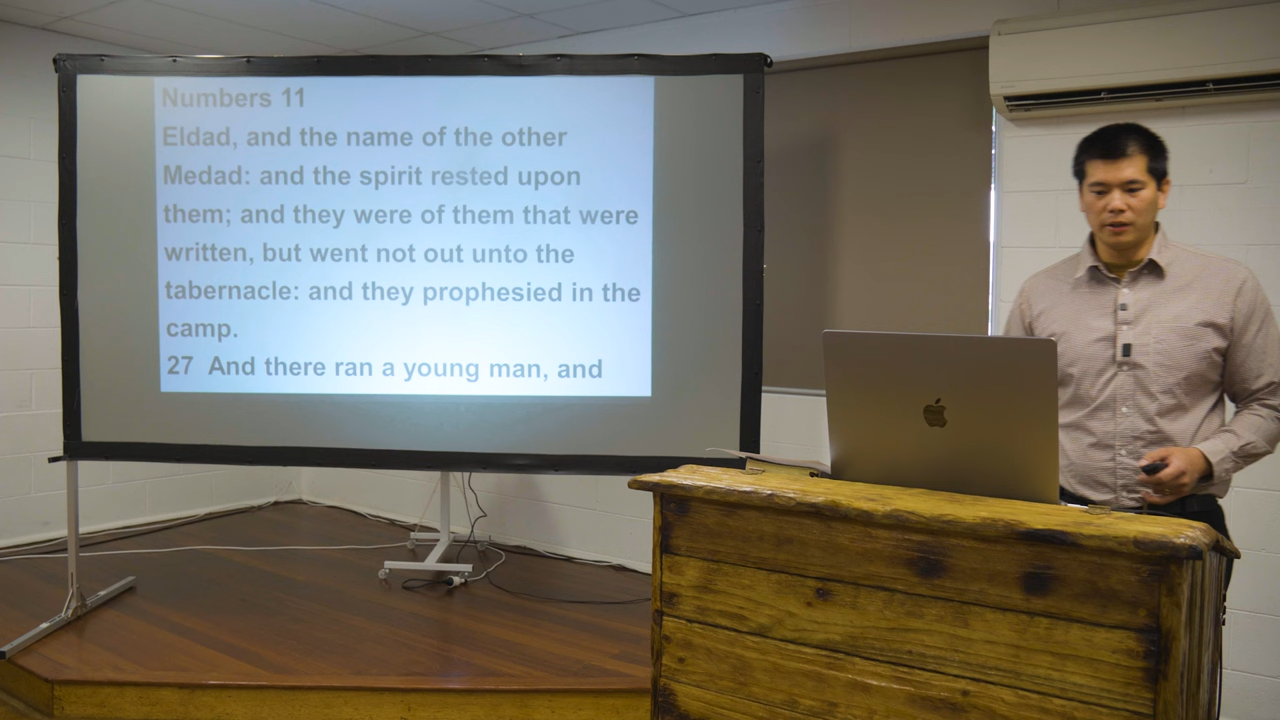 Numbers 11
Eldad, and the name of the other
Medad: and the spirit rested upon
them; and they were of them that were
written, but went not out unto the
tabernacle: and they prophesied in the
camp.
27 And there ran a young man, and